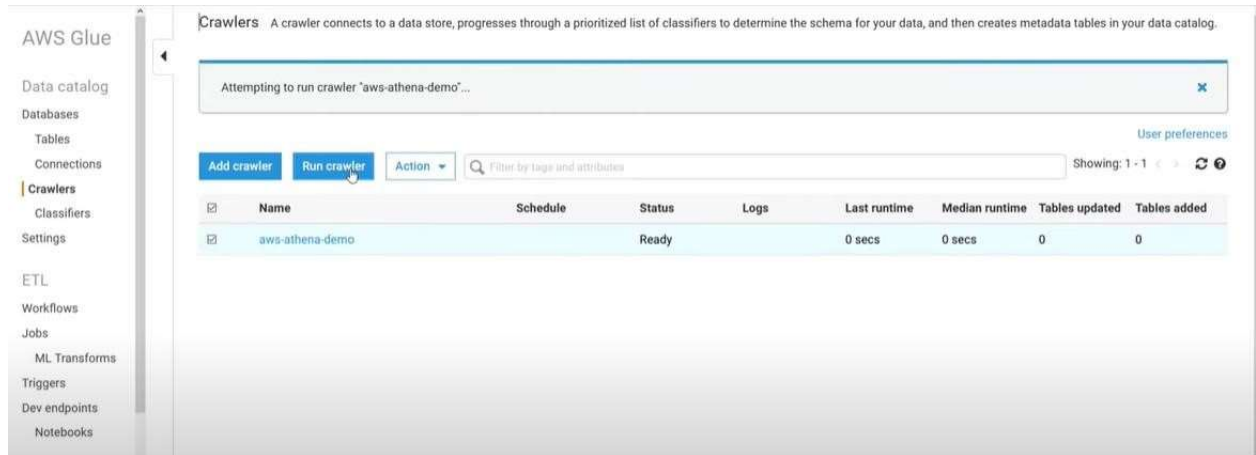 AWS Glue
Data catalog
Databases
Tables
Connections
Crawlers
Classifiers
Settings
ETL
Workflows
Jobs
ML Transforms
Triggers
Dev endpoints
Notebooks
Crawlers A crawler connects to a data store, progresses through a prioritized list of classifiers to determine the schema for your data, and then creates metadata tables in your data catalog.
Attempting to run crawler "aws-athena-demo"...
User preferences
Add crawler Run crawler Action Filter by tags and attributes Showing: 1 - 1
Name Schedule Status Logs Last runtime Median runtime Tables updated Tables added
aws-athena-demo Ready 0 secs 0 secs 0 0